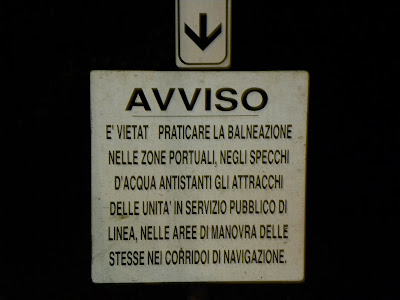 AVVISO
E' VIETAT PRATICARE LA BALNEAZIONE
NELLE ZONE PORTUALI, NEGLI SPECCHI
D'ACQUA ANTISTANTI GLI ATTRACCHI
DELLE UNITA' IN SERVIZIO PUBBLICO DI
LINEA, NELLE AREE DI MANOVRA DELLE
STESSE NEI CORRIDOI DI NAVIGAZIONE.